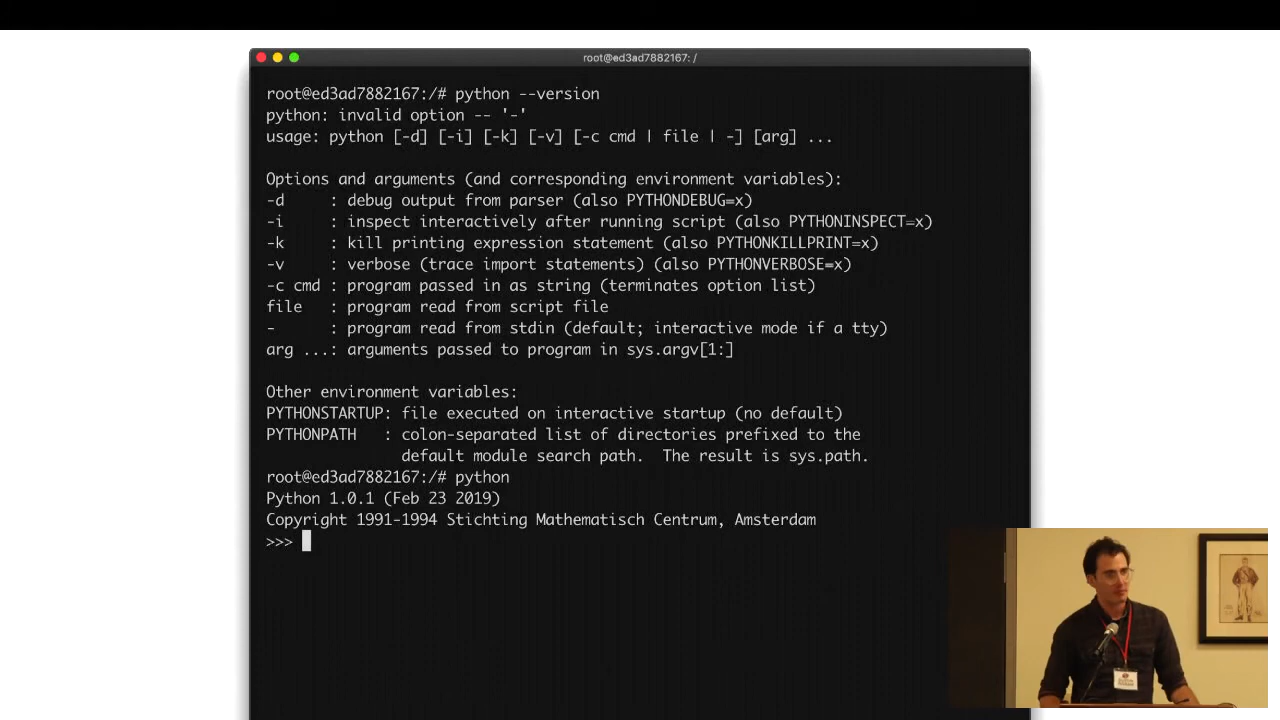 root@ed3ad7882167: /
root@ed3ad7882167:/# python --version
python: invalid option -- '-'
usage: python [-d] [-i] [-k] [-v] [-c cmd | file | -] [arg] ...
Options and arguments (and corresponding environment variables):
-d     : debug output from parser (also PYTHONDEBUG=x)
-i     : inspect interactively after running script (also PYTHONINSPECT=x)
-k     : kill printing expression statement (also PYTHONKILLPRINT=x)
-v     : verbose (trace import statements) (also PYTHONVERBOSE=x)
-c cmd : program passed in as string (terminates option list)
file   : program read from script file
-      : program read from stdin (default; interactive mode if a tty)
arg ...: arguments passed to program in sys.argv[1:]
Other environment variables:
PYTHONSTARTUP: file executed on interactive startup (no default)
PYTHONPATH   : colon-separated list of directories prefixed to the
               default module search path.  The result is sys.path.
root@ed3ad7882167:/# python
Python 1.0.1 (Feb 23 2019)
Copyright 1991-1994 Stichting Mathematisch Centrum, Amsterdam
>>>